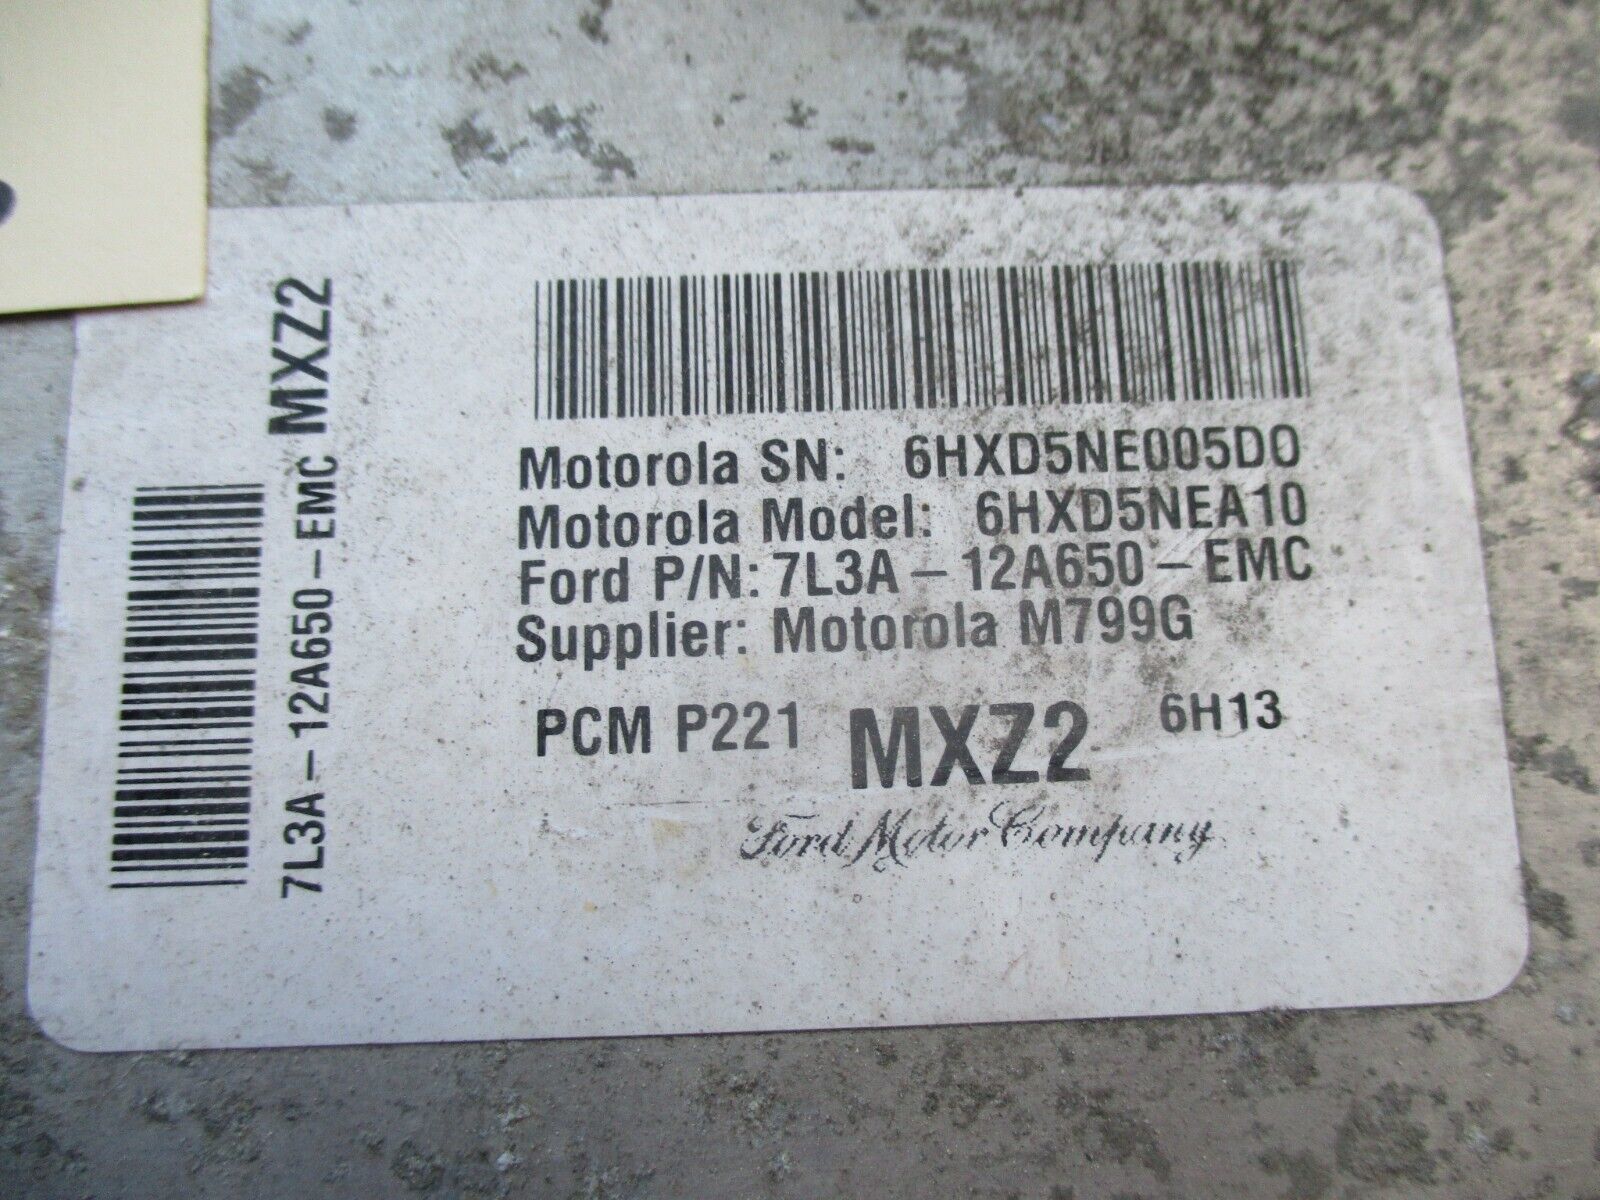 7L3A-12A650-EMC MXZ2
Motorola SN: 6HXD5NE005D0
Motorola Model: 6HXD5NEA10
Ford P/N: 7L3A-12A650-EMC
Supplier: Motorola M799G
PCM P221 MXZ2 6H13
Ford Motor Company